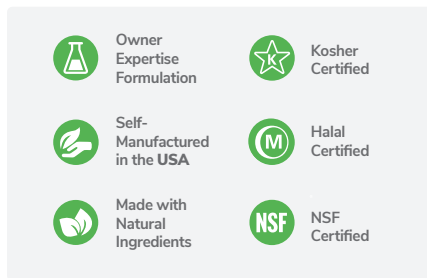 Owner
Expertise
Formulation
K
Kosher
Certified
Self-
Manufactured
in the USA
M
Halal
Certified
Made with
Natural
Ingredients
NSF
NSF
Certified